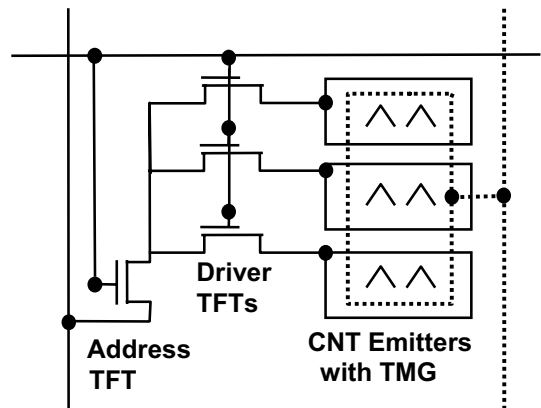 Driver
TFTs
Address
TFT
CNT Emitters
with TMG